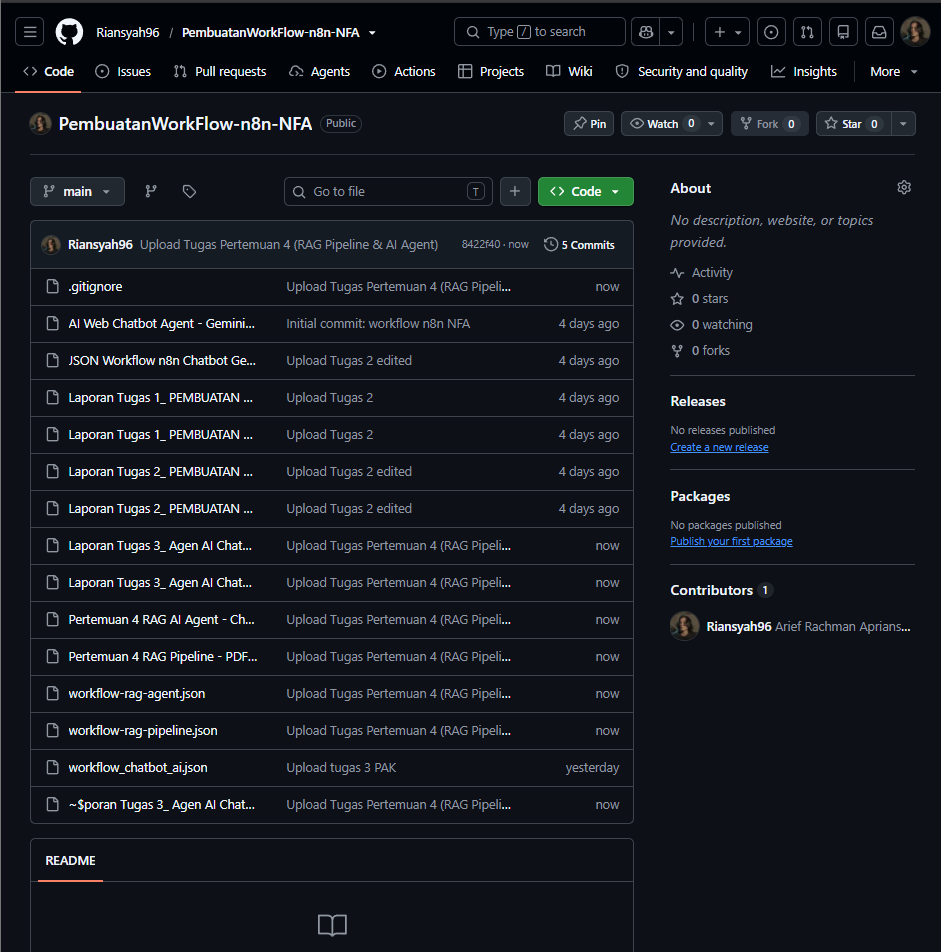 Riansyah96 / PembuatanWorkFlow-n8n-NFA
Type / to search
Code Issues Pull requests Agents Actions Projects Wiki Security and quality Insights More
PembuatanWorkFlow-n8n-NFA Public
Pin Watch 0 Fork 0 Star 0
main Go to file T Code
Riansyah96 Upload Tugas Pertemuan 4 (RAG Pipeline & AI Agent) 8422f40 · now 5 Commits
.gitignore Upload Tugas Pertemuan 4 (RAG Pipeli... now
AI Web Chatbot Agent - Gemini... Initial commit: workflow n8n NFA 4 days ago
JSON Workflow n8n Chatbot Ge... Upload Tugas 2 edited 4 days ago
Laporan Tugas 1_ PEMBUATAN ... Upload Tugas 2 4 days ago
Laporan Tugas 1_ PEMBUATAN ... Upload Tugas 2 4 days ago
Laporan Tugas 2_ PEMBUATAN ... Upload Tugas 2 edited 4 days ago
Laporan Tugas 2_ PEMBUATAN ... Upload Tugas 2 edited 4 days ago
Laporan Tugas 3_ Agen AI Chat... Upload Tugas Pertemuan 4 (RAG Pipeli... now
Laporan Tugas 3_ Agen AI Chat... Upload Tugas Pertemuan 4 (RAG Pipeli... now
Pertemuan 4 RAG AI Agent - Ch... Upload Tugas Pertemuan 4 (RAG Pipeli... now
Pertemuan 4 RAG Pipeline - PDF... Upload Tugas Pertemuan 4 (RAG Pipeli... now
workflow-rag-agent.json Upload Tugas Pertemuan 4 (RAG Pipeli... now
workflow-rag-pipeline.json Upload Tugas Pertemuan 4 (RAG Pipeli... now
workflow_chatbot_ai.json Upload tugas 3 PAK yesterday
~$poran Tugas 3_ Agen AI Chat... Upload Tugas Pertemuan 4 (RAG Pipeli... now
README
About
No description, website, or topics
provided.
Activity
0 stars
0 watching
0 forks
Releases
No releases published
Create a new release
Packages
No packages published
Publish your first package
Contributors 1
Riansyah96 Arief Rachman Aprians...